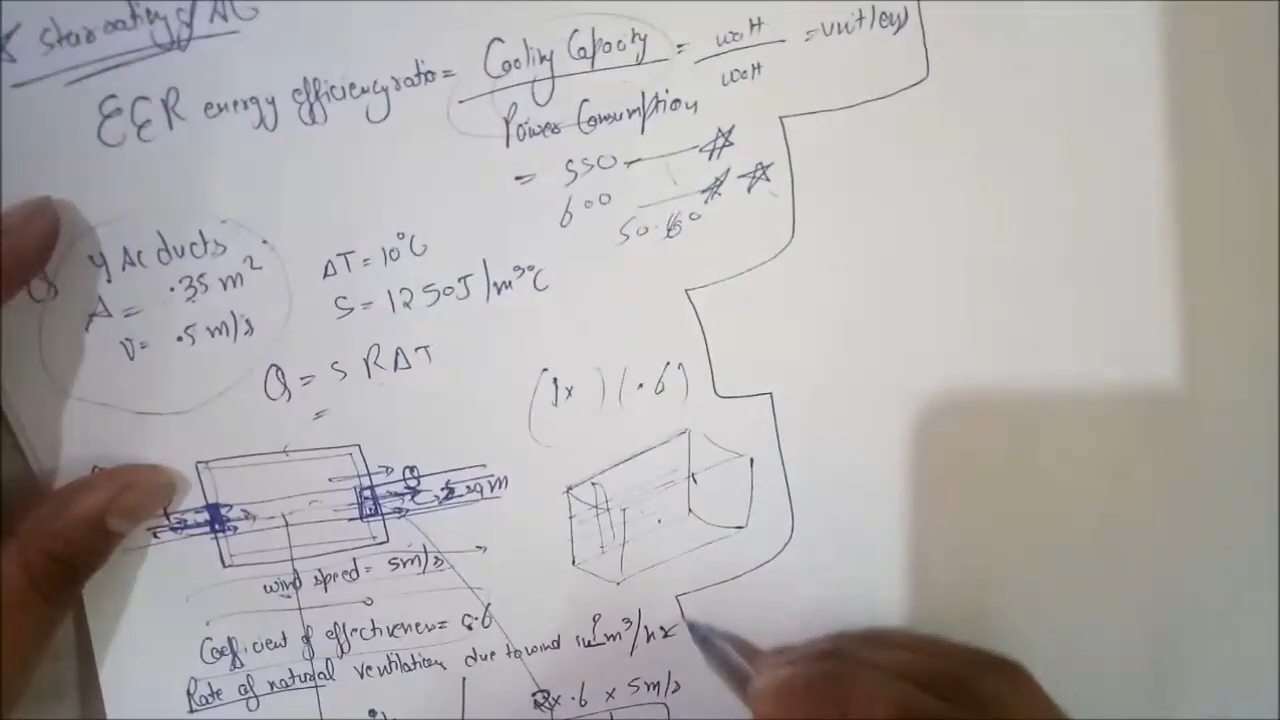 * Star rating of AC
EER energy efficiency ratio = Cooling Capacity / Power Consumption = watt / watt = unitless
= 550
600
50.60
Q 4 AC ducts
A = .35 m²
V = .5 m/s
ΔT = 10°C
S = 1250 J/m³°C
Q = S R ΔT
=
(1x ) (.6)
wind speed = 5m/s
Coefficient of effectiveness = 0.6
Rate of natural ventilation due to wind in m³/hr
x .6 x 5m/s